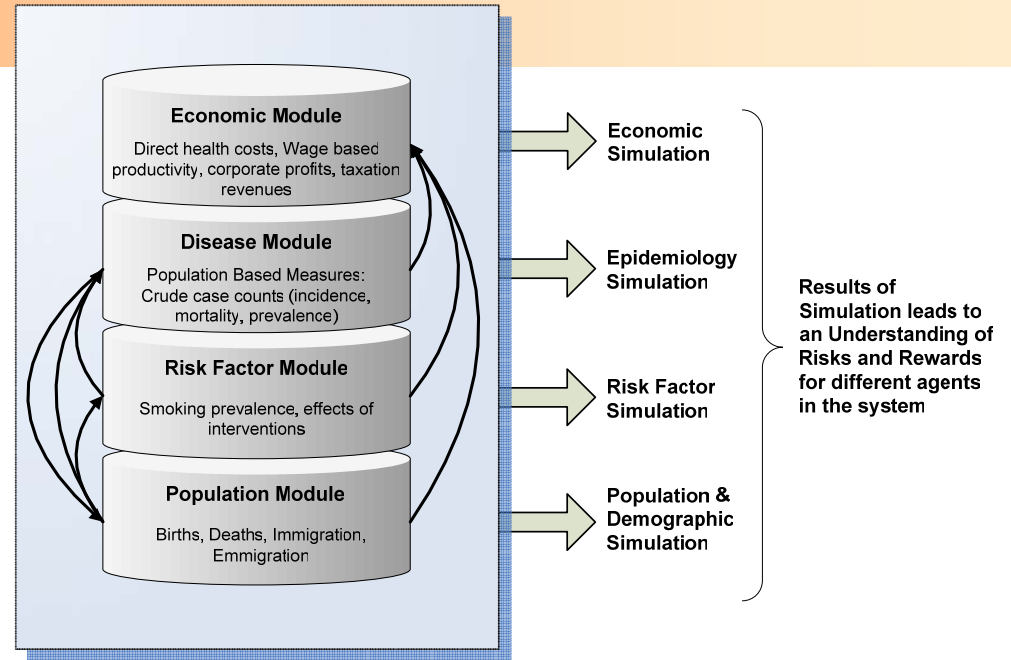 Economic Module
Direct health costs, Wage based
productivity, corporate profits, taxation
revenues
Disease Module
Population Based Measures:
Crude case counts (incidence,
mortality, prevalence)
Risk Factor Module
Smoking prevalence, effects of
interventions
Population Module
Births, Deaths, Immigration,
Emmigration
Economic
Simulation
Epidemiology
Simulation
Risk Factor
Simulation
Population &
Demographic
Simulation
Results of
Simulation leads to
an Understanding of
Risks and Rewards
for different agents
in the system